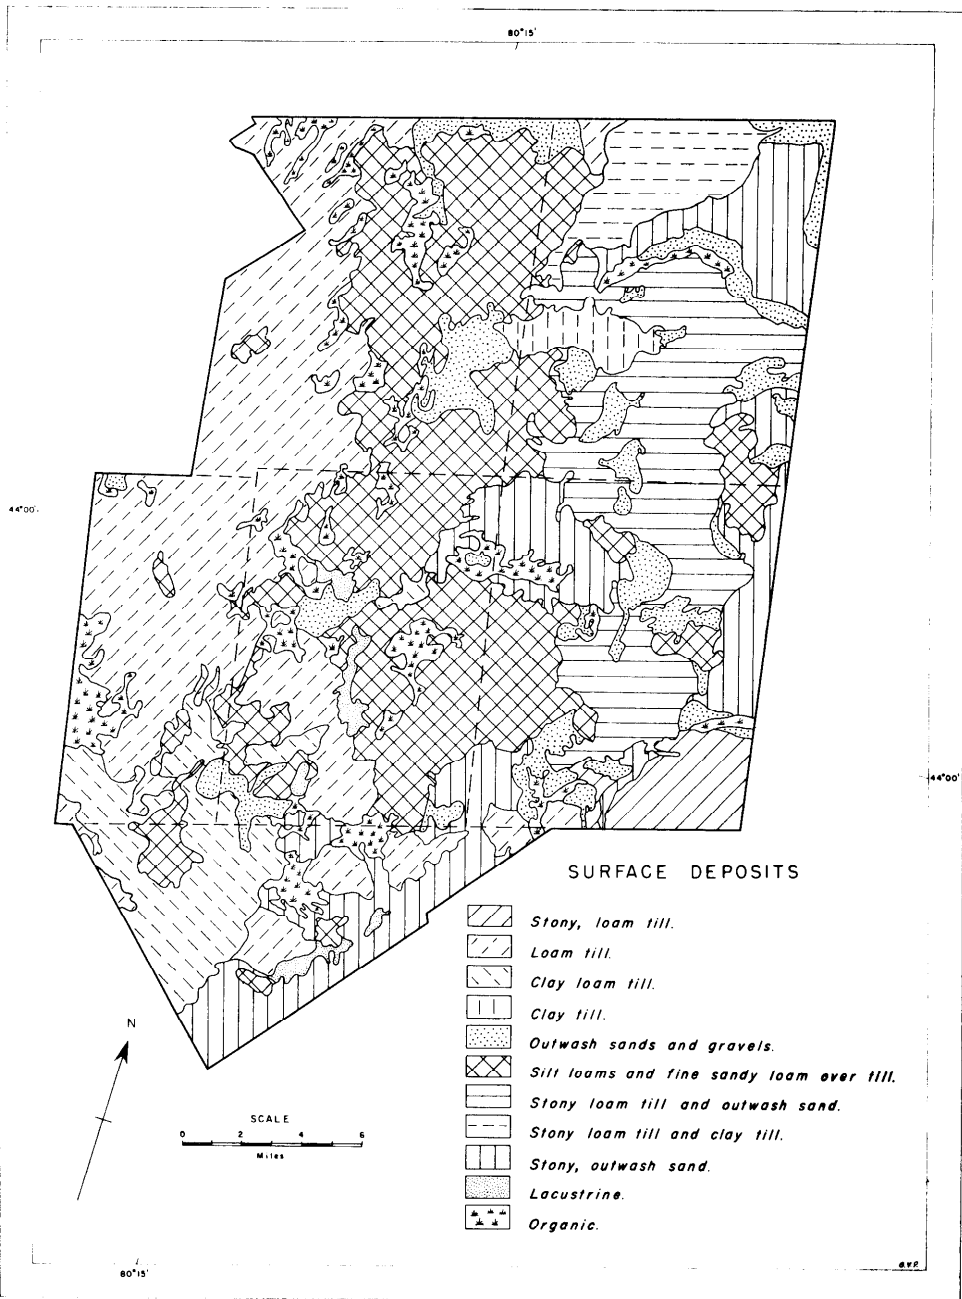 80°15'
44°00'
44°00'
SURFACE DEPOSITS
Stony, loam till.
Loam till.
Clay loam till.
Clay till.
Outwash sands and gravels.
Silt loams and fine sandy loam over till.
Stony loam till and outwash sand.
Stony loam till and clay till.
Stony, outwash sand.
Lacustrine.
Organic.
N
SCALE
0 2 4 6
Miles
80°15'